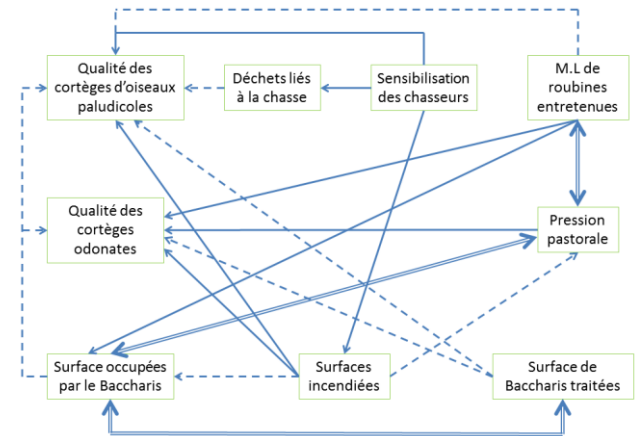 Qualité des
cortèges d'oiseaux
paludicoles
Déchets liés
à la chasse
Sensibilisation
des chasseurs
M.L de
roubines
entretenues
Qualité des
cortèges
odonates
Pression
pastorale
Surface occupées
par le Baccharis
Surfaces
incendiées
Surface de
Baccharis traitées